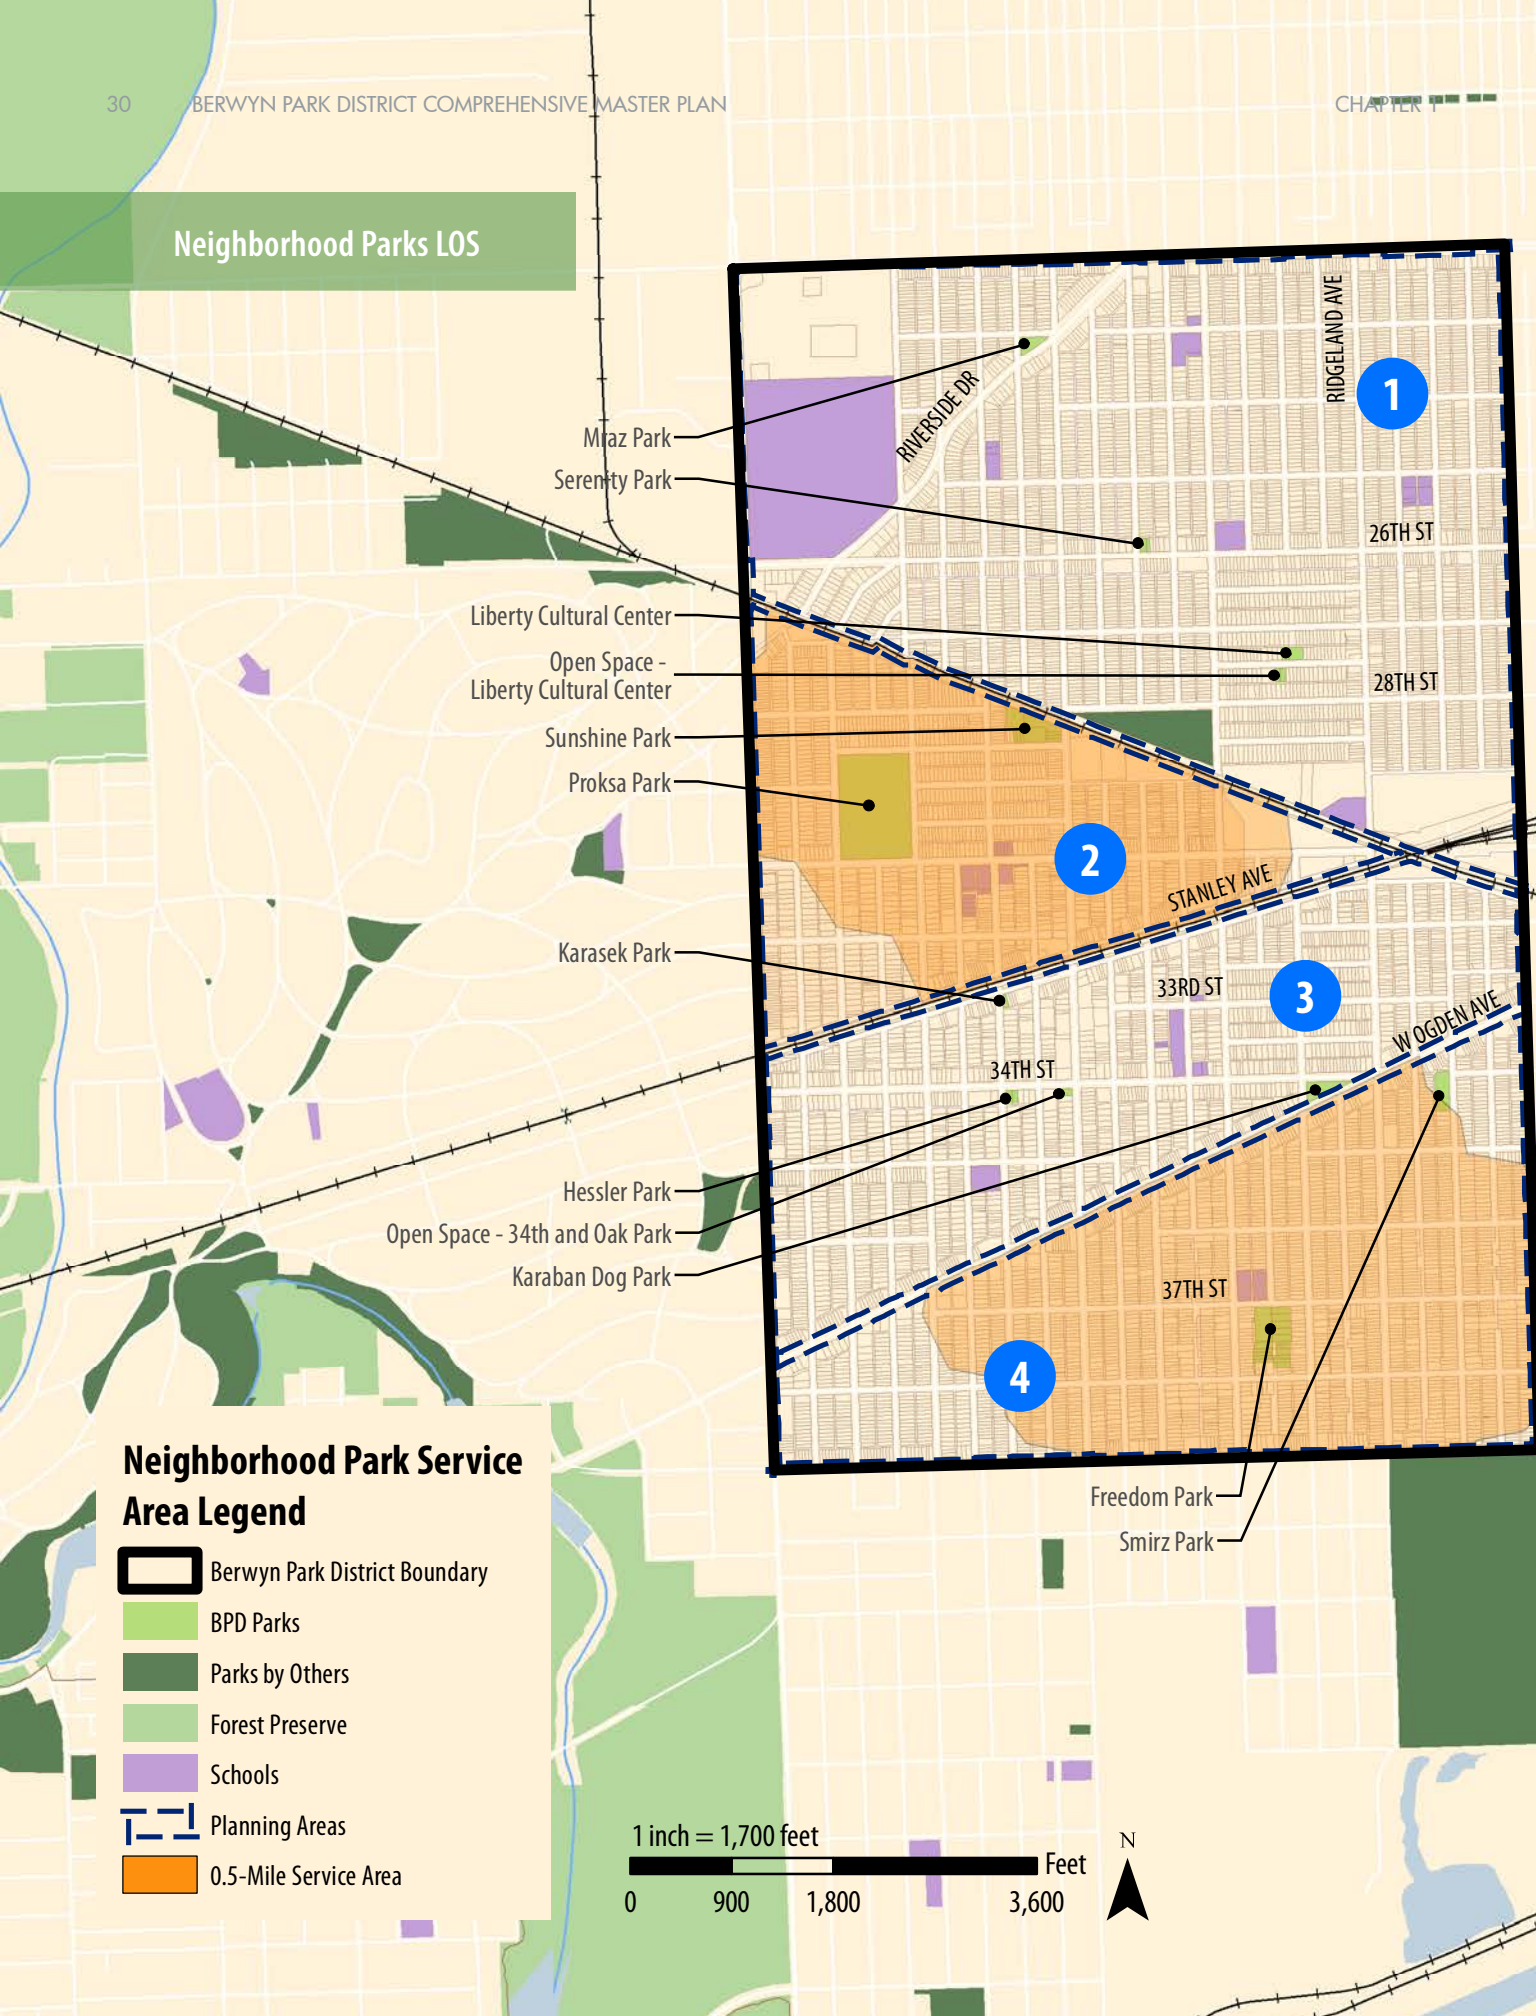 30 BERWYN PARK DISTRICT COMPREHENSIVE MASTER PLAN CHAPTER 1
Neighborhood Parks LOS
RIDGELAND AVE
1
RIVERSIDE DR
Mraz Park
Serenity Park
26TH ST
Liberty Cultural Center
Open Space -
Liberty Cultural Center
28TH ST
Sunshine Park
Proksa Park
2
STANLEY AVE
Karasek Park
33RD ST
3
W OGDEN AVE
34TH ST
Hessler Park
Open Space - 34th and Oak Park
Karaban Dog Park
37TH ST
4
Freedom Park
Smirz Park
Neighborhood Park Service
Area Legend
Berwyn Park District Boundary
BPD Parks
Parks by Others
Forest Preserve
Schools
Planning Areas
0.5-Mile Service Area
1 inch = 1,700 feet
Feet
0 900 1,800 3,600
N